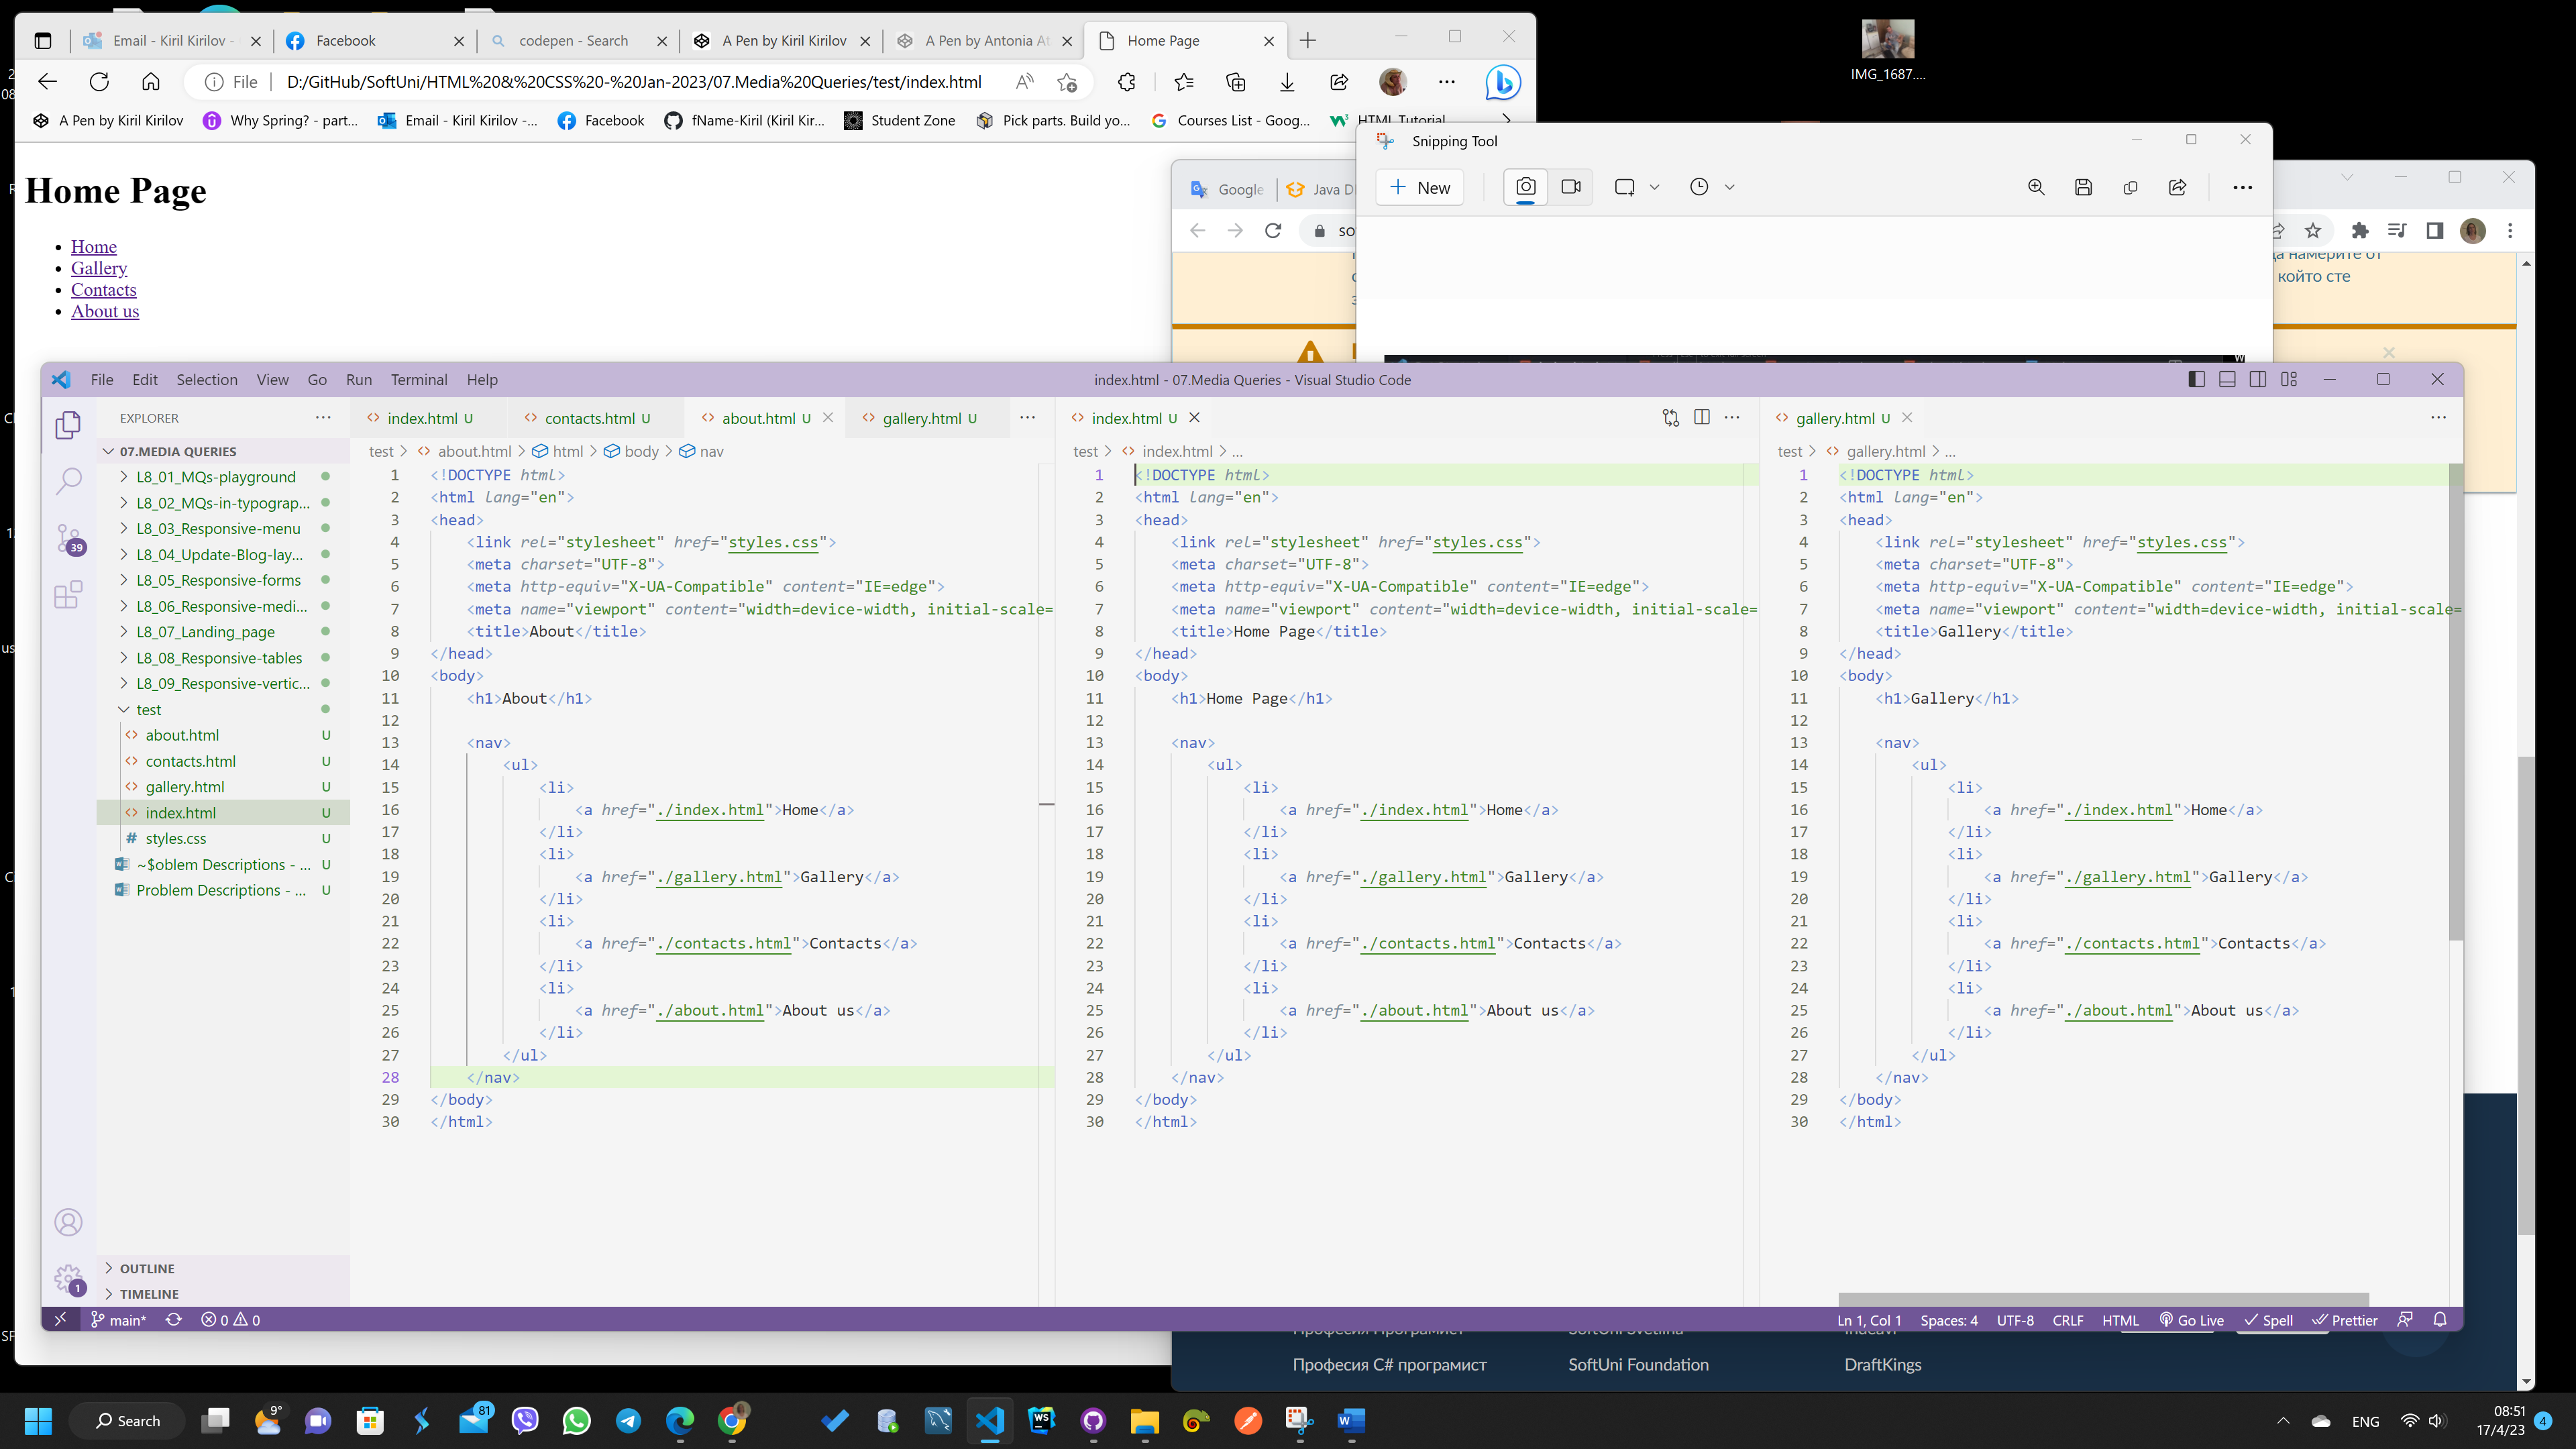 Email - Kiril Kirilov -
Facebook
codepen - Search
A Pen by Kiril Kirilov
A Pen by Antonia At
Home Page
File
D:/GitHub/SoftUni/HTML%20&%20CSS%20-%20Jan-2023/07.Media%20Queries/test/index.html
A Pen by Kiril Kirilov
Why Spring? - part...
Email - Kiril Kirilov -...
Facebook
fName-Kiril (Kiril Kir...
Student Zone
Pick parts. Build yo...
Courses List - Goog...
HTML Tutorial
IMG_1687....
Home Page
• Home
• Gallery
• Contacts
• About us
Snipping Tool
New
Google
Java D
so
да намерите от
който сте
File Edit Selection View Go Run Terminal Help
index.html - 07.Media Queries - Visual Studio Code
EXPLORER
07.MEDIA QUERIES
L8_01_MQs-playground
L8_02_MQs-in-typograp...
L8_03_Responsive-menu
L8_04_Update-Blog-lay...
L8_05_Responsive-forms
L8_06_Responsive-medi...
L8_07_Landing_page
L8_08_Responsive-tables
L8_09_Responsive-vertic...
test
about.html U
contacts.html U
gallery.html U
index.html U
styles.css U
~$oblem Descriptions - ... U
Problem Descriptions - ... U
OUTLINE
TIMELINE
39
1
index.html U
contacts.html U
about.html U
gallery.html U
test > about.html > html > body > nav
1 <!DOCTYPE html>
2 <html lang="en">
3 <head>
4     <link rel="stylesheet" href="styles.css">
5     <meta charset="UTF-8">
6     <meta http-equiv="X-UA-Compatible" content="IE=edge">
7     <meta name="viewport" content="width=device-width, initial-scale=
8     <title>About</title>
9 </head>
10 <body>
11     <h1>About</h1>
12
13     <nav>
14         <ul>
15             <li>
16                 <a href="./index.html">Home</a>
17             </li>
18             <li>
19                 <a href="./gallery.html">Gallery</a>
20             </li>
21             <li>
22                 <a href="./contacts.html">Contacts</a>
23             </li>
24             <li>
25                 <a href="./about.html">About us</a>
26             </li>
27         </ul>
28     </nav>
29 </body>
30 </html>
index.html U
test > index.html > ...
1 <!DOCTYPE html>
2 <html lang="en">
3 <head>
4     <link rel="stylesheet" href="styles.css">
5     <meta charset="UTF-8">
6     <meta http-equiv="X-UA-Compatible" content="IE=edge">
7     <meta name="viewport" content="width=device-width, initial-scale=
8     <title>Home Page</title>
9 </head>
10 <body>
11     <h1>Home Page</h1>
12
13     <nav>
14         <ul>
15             <li>
16                 <a href="./index.html">Home</a>
17             </li>
18             <li>
19                 <a href="./gallery.html">Gallery</a>
20             </li>
21             <li>
22                 <a href="./contacts.html">Contacts</a>
23             </li>
24             <li>
25                 <a href="./about.html">About us</a>
26             </li>
27         </ul>
28     </nav>
29 </body>
30 </html>
gallery.html U
test > gallery.html > ...
1 <!DOCTYPE html>
2 <html lang="en">
3 <head>
4     <link rel="stylesheet" href="styles.css">
5     <meta charset="UTF-8">
6     <meta http-equiv="X-UA-Compatible" content="IE=edge">
7     <meta name="viewport" content="width=device-width, initial-scale=
8     <title>Gallery</title>
9 </head>
10 <body>
11     <h1>Gallery</h1>
12
13     <nav>
14         <ul>
15             <li>
16                 <a href="./index.html">Home</a>
17             </li>
18             <li>
19                 <a href="./gallery.html">Gallery</a>
20             </li>
21             <li>
22                 <a href="./contacts.html">Contacts</a>
23             </li>
24             <li>
25                 <a href="./about.html">About us</a>
26             </li>
27         </ul>
28     </nav>
29 </body>
30 </html>
main* 0 0
Ln 1, Col 1 Spaces: 4 UTF-8 CRLF HTML Go Live Spell Prettier
Професия C# програмист
SoftUni Foundation
DraftKings
Search
9°
81
WS
ENG
08:51
17/4/23
4